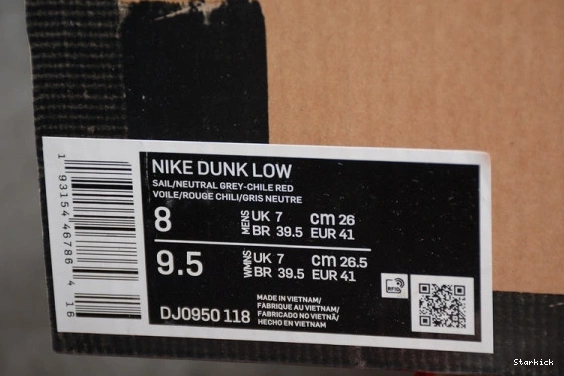 NIKE DUNK LOW
SAIL/NEUTRAL GREY-CHILE RED
VOILE/ROUGE CHILI/GRIS NEUTRE
8 MENS UK 7 cm 26
BR 39.5 EUR 41
9.5 WMNS UK 7 cm 26.5
BR 39.5 EUR 41
DJ0950 118
MADE IN VIETNAM/
FABRIQUE AU VIETNAM/
FABRICADO NO VIETNÃ/
HECHO EN VIETNAM
RFID
1 93154 46786 4 16
Starkick